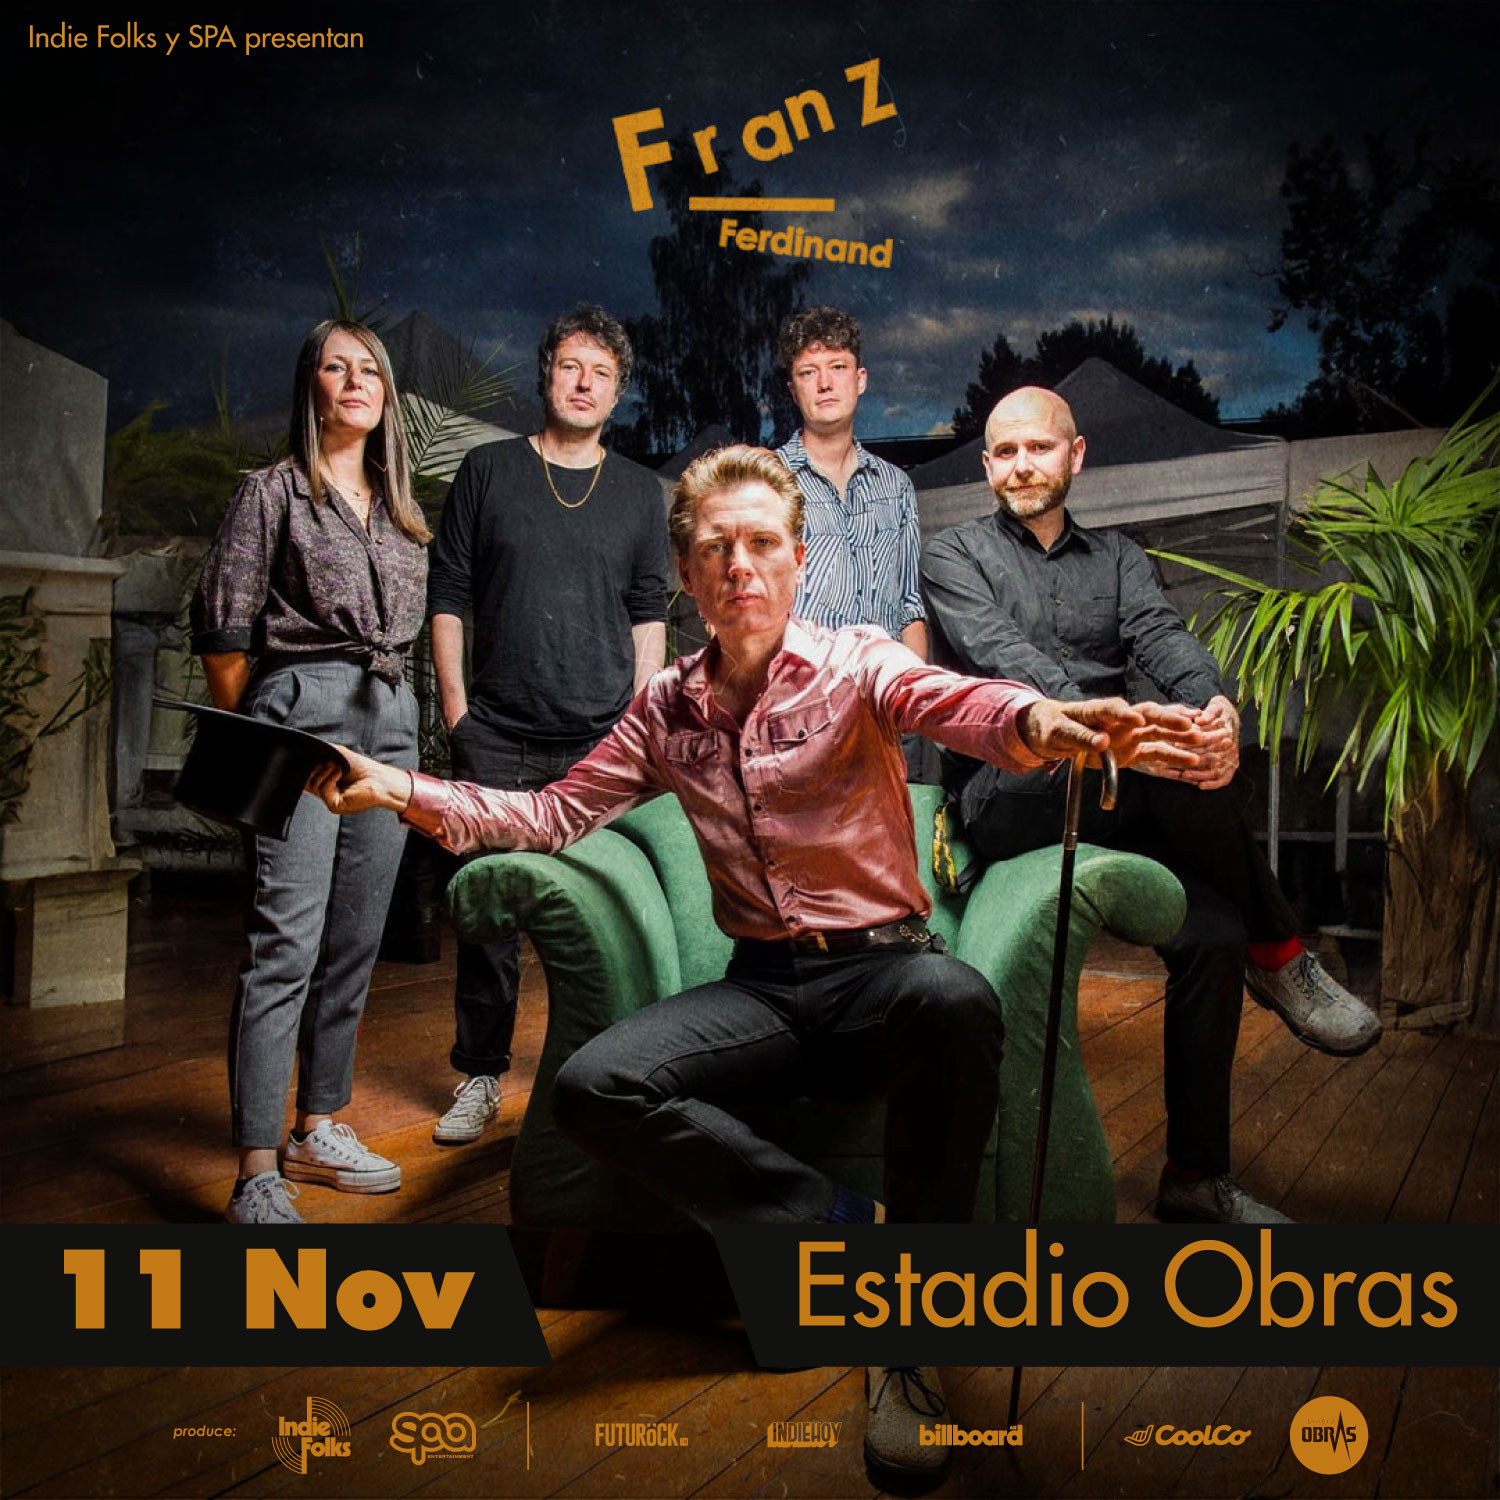 Indie Folks y SPA presentan
Franz
Ferdinand
11 Nov
Estadio Obras
produce:
Indie
Folks
spa
ENTERTAINMENT
FUTURöCK
INDIEHOY
billboard
CoolCo
OBRAS